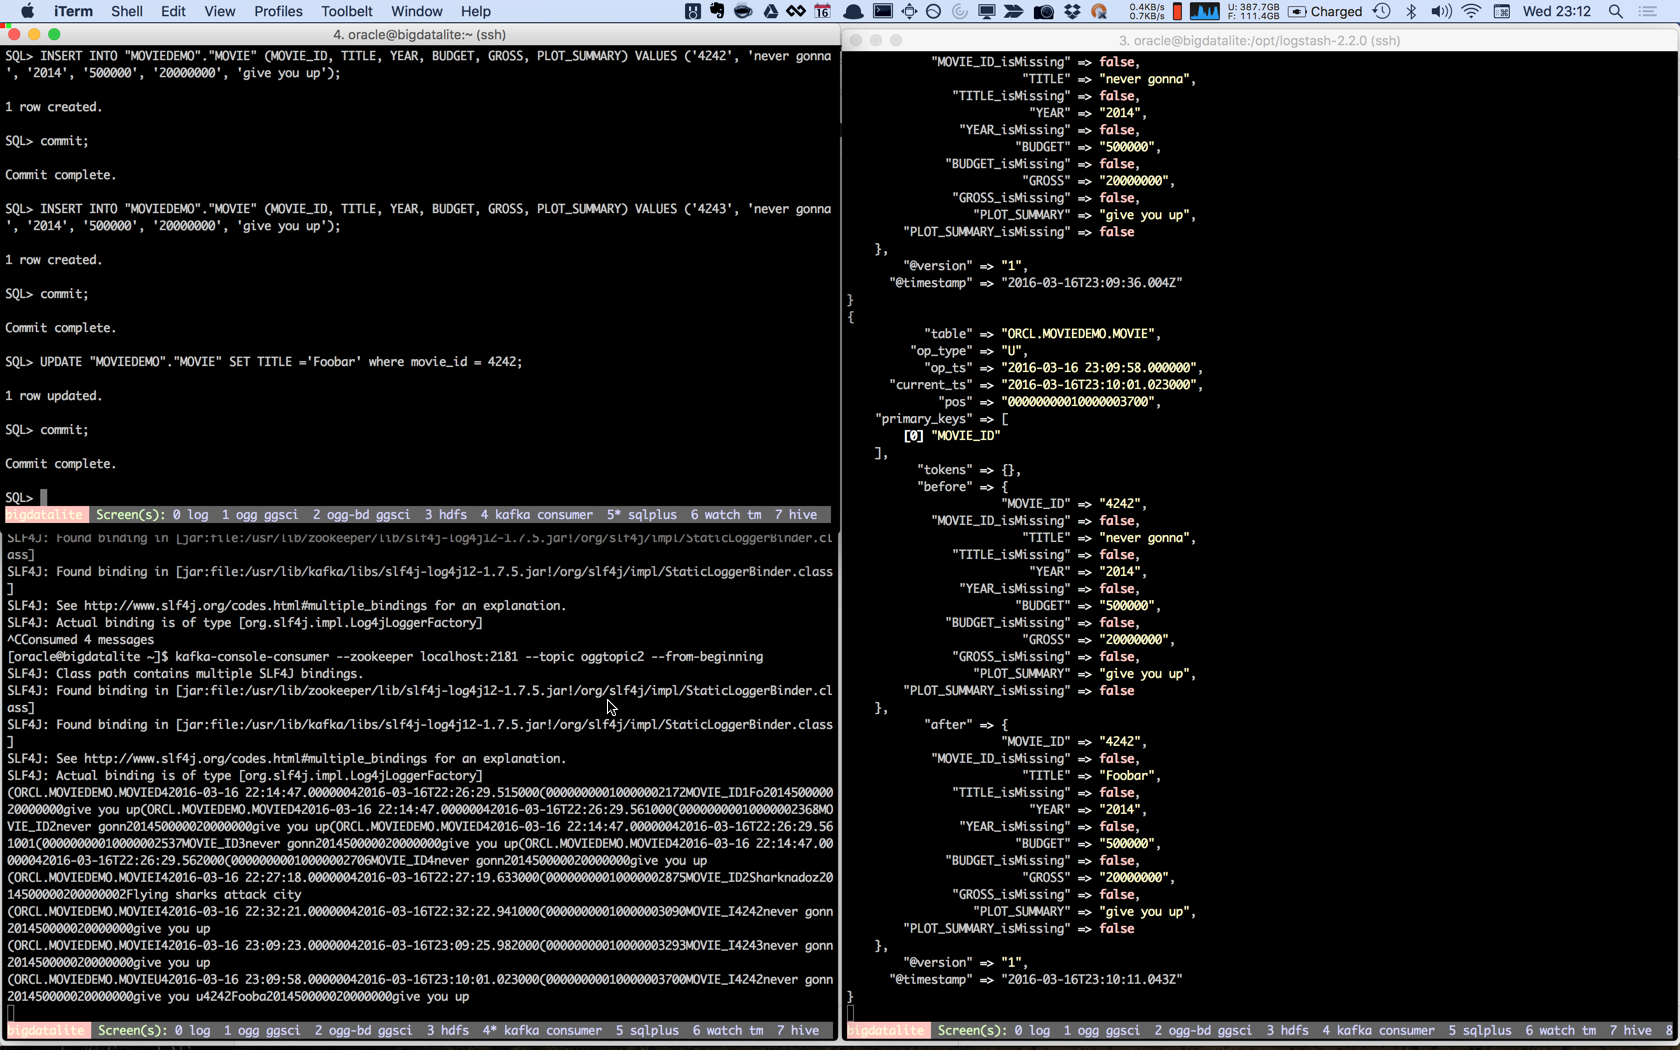 iTerm Shell Edit View Profiles Toolbelt Window Help 16 0.4KB/s 0.7KB/s U: 387.7GB F: 111.4GB Charged Wed 23:12
4. oracle@bigdatalite:~ (ssh)
SQL> INSERT INTO "MOVIEDEMO"."MOVIE" (MOVIE_ID, TITLE, YEAR, BUDGET, GROSS, PLOT_SUMMARY) VALUES ('4242', 'never gonna
', '2014', '500000', '20000000', 'give you up');
1 row created.
SQL> commit;
Commit complete.
SQL> INSERT INTO "MOVIEDEMO"."MOVIE" (MOVIE_ID, TITLE, YEAR, BUDGET, GROSS, PLOT_SUMMARY) VALUES ('4243', 'never gonna
', '2014', '500000', '20000000', 'give you up');
1 row created.
SQL> commit;
Commit complete.
SQL> UPDATE "MOVIEDEMO"."MOVIE" SET TITLE ='Foobar' where movie_id = 4242;
1 row updated.
SQL> commit;
Commit complete.
SQL>
bigdatalite Screen(s): 0 log 1 ogg ggsci 2 ogg-bd ggsci 3 hdfs 4 kafka consumer 5* sqlplus 6 watch tm 7 hive
SLF4J: Found binding in [jar:file:/usr/lib/zookeeper/lib/slf4j-log4j12-1.7.5.jar!/org/slf4j/impl/StaticLoggerBinder.cl
ass]
SLF4J: Found binding in [jar:file:/usr/lib/kafka/libs/slf4j-log4j12-1.7.5.jar!/org/slf4j/impl/StaticLoggerBinder.class
]
SLF4J: See http://www.slf4j.org/codes.html#multiple_bindings for an explanation.
SLF4J: Actual binding is of type [org.slf4j.impl.Log4jLoggerFactory]
^CConsumed 4 messages
[oracle@bigdatalite ~]$ kafka-console-consumer --zookeeper localhost:2181 --topic oggtopic2 --from-beginning
SLF4J: Class path contains multiple SLF4J bindings.
SLF4J: Found binding in [jar:file:/usr/lib/zookeeper/lib/slf4j-log4j12-1.7.5.jar!/org/slf4j/impl/StaticLoggerBinder.cl
ass]
SLF4J: Found binding in [jar:file:/usr/lib/kafka/libs/slf4j-log4j12-1.7.5.jar!/org/slf4j/impl/StaticLoggerBinder.class
]
SLF4J: See http://www.slf4j.org/codes.html#multiple_bindings for an explanation.
SLF4J: Actual binding is of type [org.slf4j.impl.Log4jLoggerFactory]
(ORCL.MOVIEDEMO.MOVIED42016-03-16 22:14:47.00000042016-03-16T22:26:29.515000(00000000010000002172MOVIE_ID1Fo2014500000
20000000give you up(ORCL.MOVIEDEMO.MOVIED42016-03-16 22:14:47.00000042016-03-16T22:26:29.561000(00000000010000002368MO
VIE_ID2never gonn201450000020000000give you up(ORCL.MOVIEDEMO.MOVIED42016-03-16 22:14:47.00000042016-03-16T22:26:29.56
1001(00000000010000002537MOVIE_ID3never gonn201450000020000000give you up(ORCL.MOVIEDEMO.MOVIED42016-03-16 22:14:47.00
000042016-03-16T22:26:29.562000(00000000010000002706MOVIE_ID4never gonn201450000020000000give you up
(ORCL.MOVIEDEMO.MOVIEI42016-03-16 22:27:18.00000042016-03-16T22:27:19.633000(00000000010000002875MOVIE_ID2Sharknadoz20
14500000200000002Flying sharks attack city
(ORCL.MOVIEDEMO.MOVIEI42016-03-16 22:32:21.00000042016-03-16T22:32:22.941000(00000000010000003090MOVIE_I4242never gonn
201450000020000000give you up
(ORCL.MOVIEDEMO.MOVIEI42016-03-16 23:09:23.00000042016-03-16T23:09:25.982000(00000000010000003293MOVIE_I4243never gonn
201450000020000000give you up
(ORCL.MOVIEDEMO.MOVIEU42016-03-16 23:09:58.00000042016-03-16T23:10:01.023000(00000000010000003700MOVIE_I4242never gonn
201450000020000000give you u4242Fooba201450000020000000give you up
bigdatalite Screen(s): 0 log 1 ogg ggsci 2 ogg-bd ggsci 3 hdfs 4* kafka consumer 5 sqlplus 6 watch tm 7 hive
3. oracle@bigdatalite:/opt/logstash-2.2.0 (ssh)
"MOVIE_ID_isMissing" => false,
"TITLE" => "never gonna",
"TITLE_isMissing" => false,
"YEAR" => "2014",
"YEAR_isMissing" => false,
"BUDGET" => "500000",
"BUDGET_isMissing" => false,
"GROSS" => "20000000",
"GROSS_isMissing" => false,
"PLOT_SUMMARY" => "give you up",
"PLOT_SUMMARY_isMissing" => false
},
"@version" => "1",
"@timestamp" => "2016-03-16T23:09:36.004Z"
}
{
"table" => "ORCL.MOVIEDEMO.MOVIE",
"op_type" => "U",
"op_ts" => "2016-03-16 23:09:58.000000",
"current_ts" => "2016-03-16T23:10:01.023000",
"pos" => "00000000010000003700",
"primary_keys" => [
[0] "MOVIE_ID"
],
"tokens" => {},
"before" => {
"MOVIE_ID" => "4242",
"MOVIE_ID_isMissing" => false,
"TITLE" => "never gonna",
"TITLE_isMissing" => false,
"YEAR" => "2014",
"YEAR_isMissing" => false,
"BUDGET" => "500000",
"BUDGET_isMissing" => false,
"GROSS" => "20000000",
"GROSS_isMissing" => false,
"PLOT_SUMMARY" => "give you up",
"PLOT_SUMMARY_isMissing" => false
},
"after" => {
"MOVIE_ID" => "4242",
"MOVIE_ID_isMissing" => false,
"TITLE" => "Foobar",
"TITLE_isMissing" => false,
"YEAR" => "2014",
"YEAR_isMissing" => false,
"BUDGET" => "500000",
"BUDGET_isMissing" => false,
"GROSS" => "20000000",
"GROSS_isMissing" => false,
"PLOT_SUMMARY" => "give you up",
"PLOT_SUMMARY_isMissing" => false
},
"@version" => "1",
"@timestamp" => "2016-03-16T23:10:11.043Z"
}
bigdatalite Screen(s): 0 log 1 ogg ggsci 2 ogg-bd ggsci 3 hdfs 4 kafka consumer 5 sqlplus 6 watch tm 7 hive 8